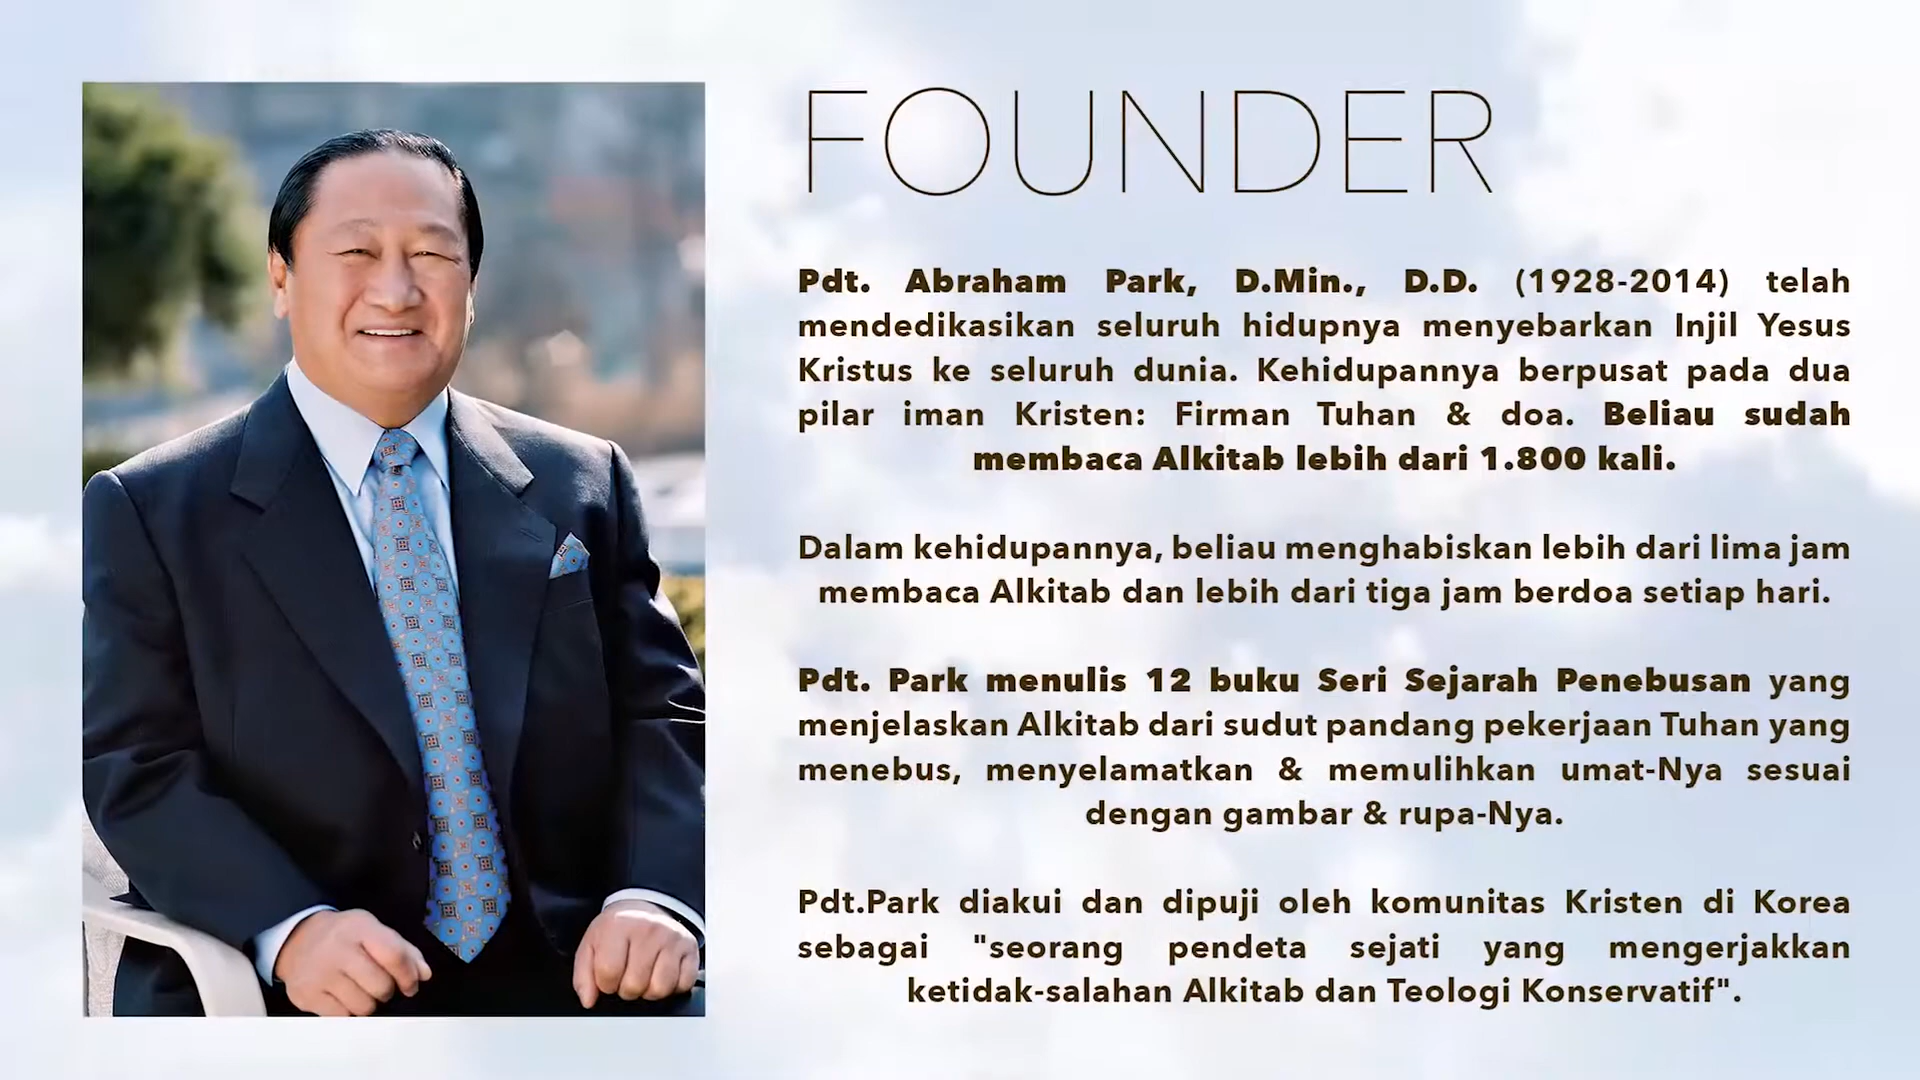 FOUNDER
Pdt. Abraham Park, D.Min., D.D. (1928-2014) telah
mendedikasikan seluruh hidupnya menyebarkan Injil Yesus
Kristus ke seluruh dunia. Kehidupannya berpusat pada dua
pilar iman Kristen: Firman Tuhan & doa. Beliau sudah
membaca Alkitab lebih dari 1.800 kali.
Dalam kehidupannya, beliau menghabiskan lebih dari lima jam
membaca Alkitab dan lebih dari tiga jam berdoa setiap hari.
Pdt. Park menulis 12 buku Seri Sejarah Penebusan yang
menjelaskan Alkitab dari sudut pandang pekerjaan Tuhan yang
menebus, menyelamatkan & memulihkan umat-Nya sesuai
dengan gambar & rupa-Nya.
Pdt.Park diakui dan dipuji oleh komunitas Kristen di Korea
sebagai "seorang pendeta sejati yang mengerjakkan
ketidak-salahan Alkitab dan Teologi Konservatif".